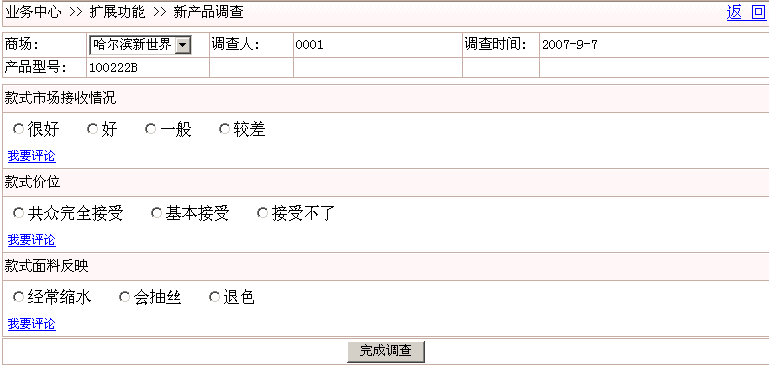 业务中心 >> 扩展功能 >> 新产品调查 返 回
商场: 哈尔滨新世界 调查人: 0001 调查时间: 2007-9-7
产品型号: 100222B
款式市场接收情况
很好 好 一般 较差
我要评论
款式价位
共众完全接受 基本接受 接受不了
我要评论
款式面料反映
经常缩水 会抽丝 退色
我要评论
完成调查